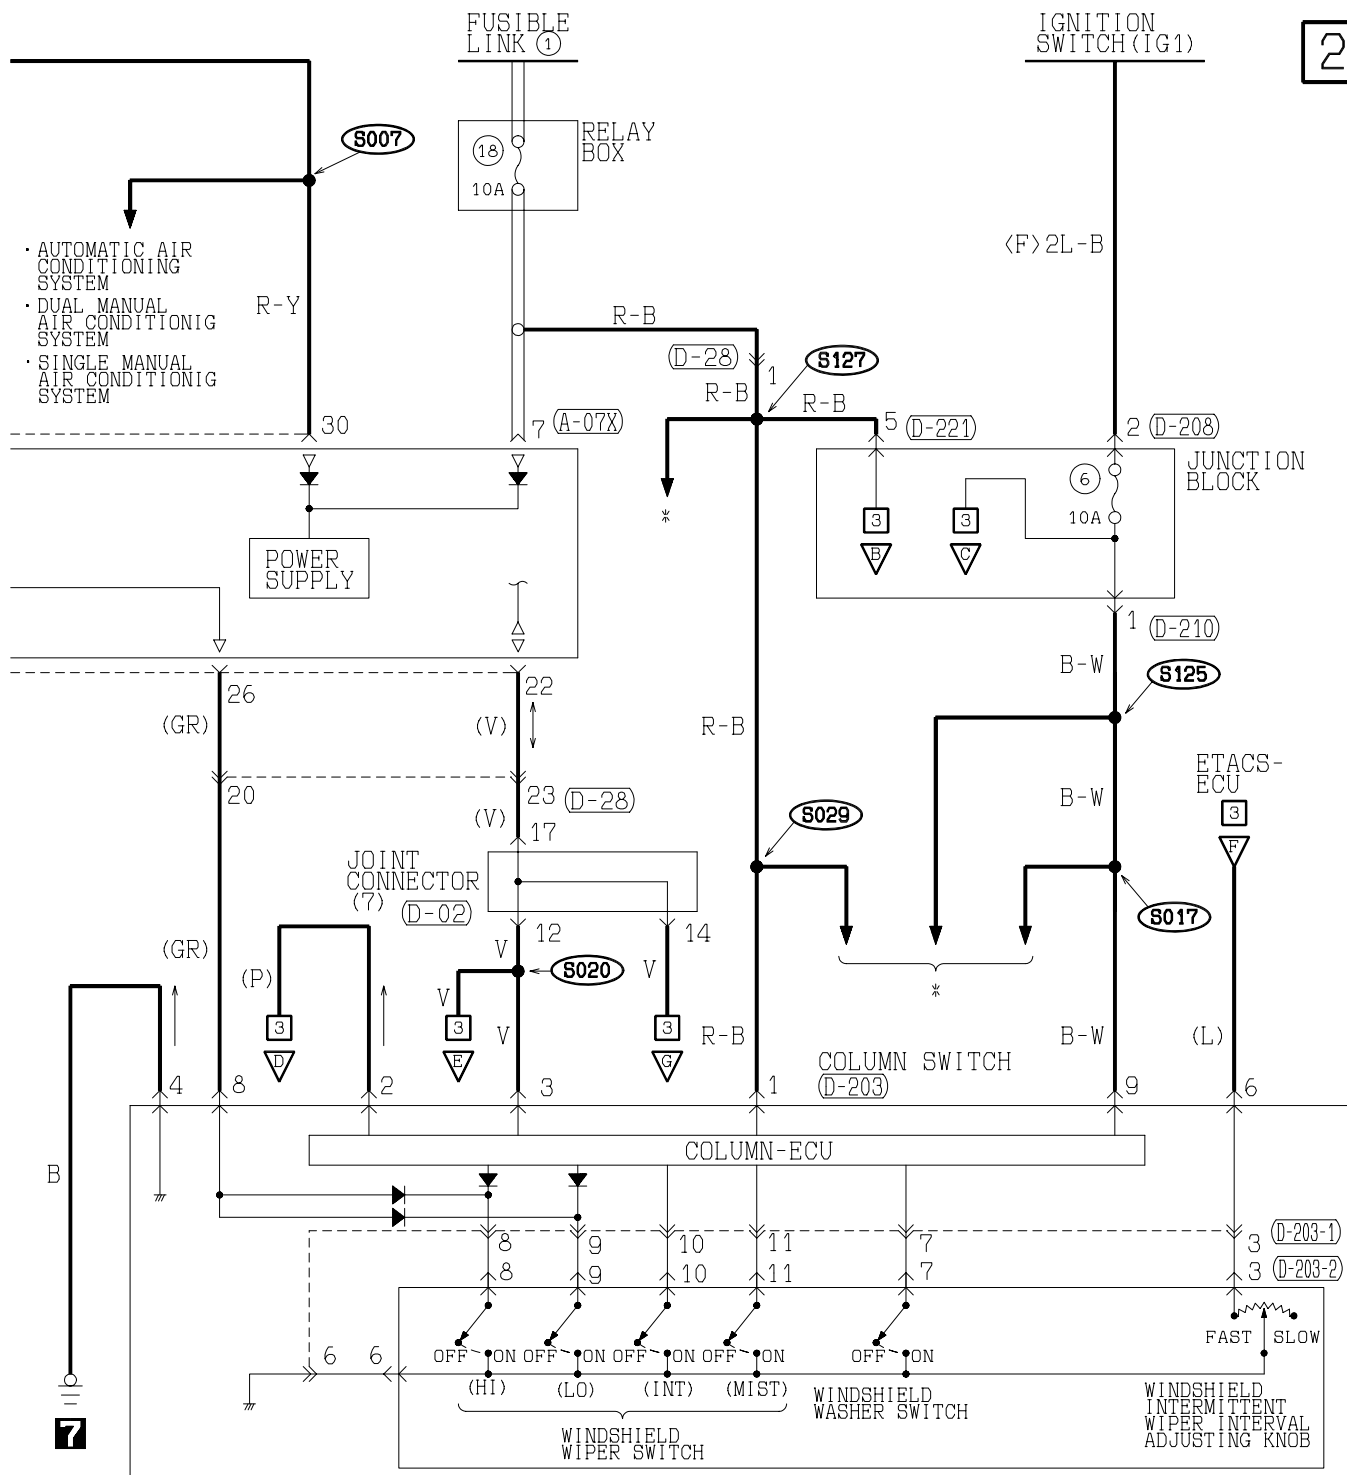 FUSIBLE
LINK 1
IGNITION
SWITCH(IG1)
2
S007
18
10A
RELAY
BOX
· AUTOMATIC AIR
CONDITIONING
SYSTEM
· DUAL MANUAL
AIR CONDITIONIG
SYSTEM
· SINGLE MANUAL
AIR CONDITIONIG
SYSTEM
R-Y
<F>2L-B
R-B
(D-28)
1
S127
R-B
R-B
30
7
(A-07X)
5
(D-221)
2
(D-208)
JUNCTION
BLOCK
6
10A
*
3
B
3
C
POWER
SUPPLY
1
(D-210)
B-W
S125
26
22
(GR)
(V)
R-B
ETACS-
ECU
3
F
20
23
(D-28)
B-W
(V)
17
S029
JOINT
CONNECTOR
(7)
(D-02)
12
14
S017
(GR)
(P)
V
S020
V
V
*
3
D
3
E
V
3
G
R-B
B-W
(L)
COLUMN SWITCH
(D-203)
4
8
2
3
1
9
6
COLUMN-ECU
B
8
9
10
11
7
3
(D-203-1)
8
9
10
11
7
3
(D-203-2)
FAST
SLOW
6
6
OFF
ON
OFF
ON
OFF
ON
OFF
ON
OFF
ON
(HI)
(LO)
(INT)
(MIST)
WINDSHIELD
WASHER SWITCH
WINDSHIELD
INTERMITTENT
WIPER INTERVAL
ADJUSTING KNOB
WINDSHIELD
WIPER SWITCH
7